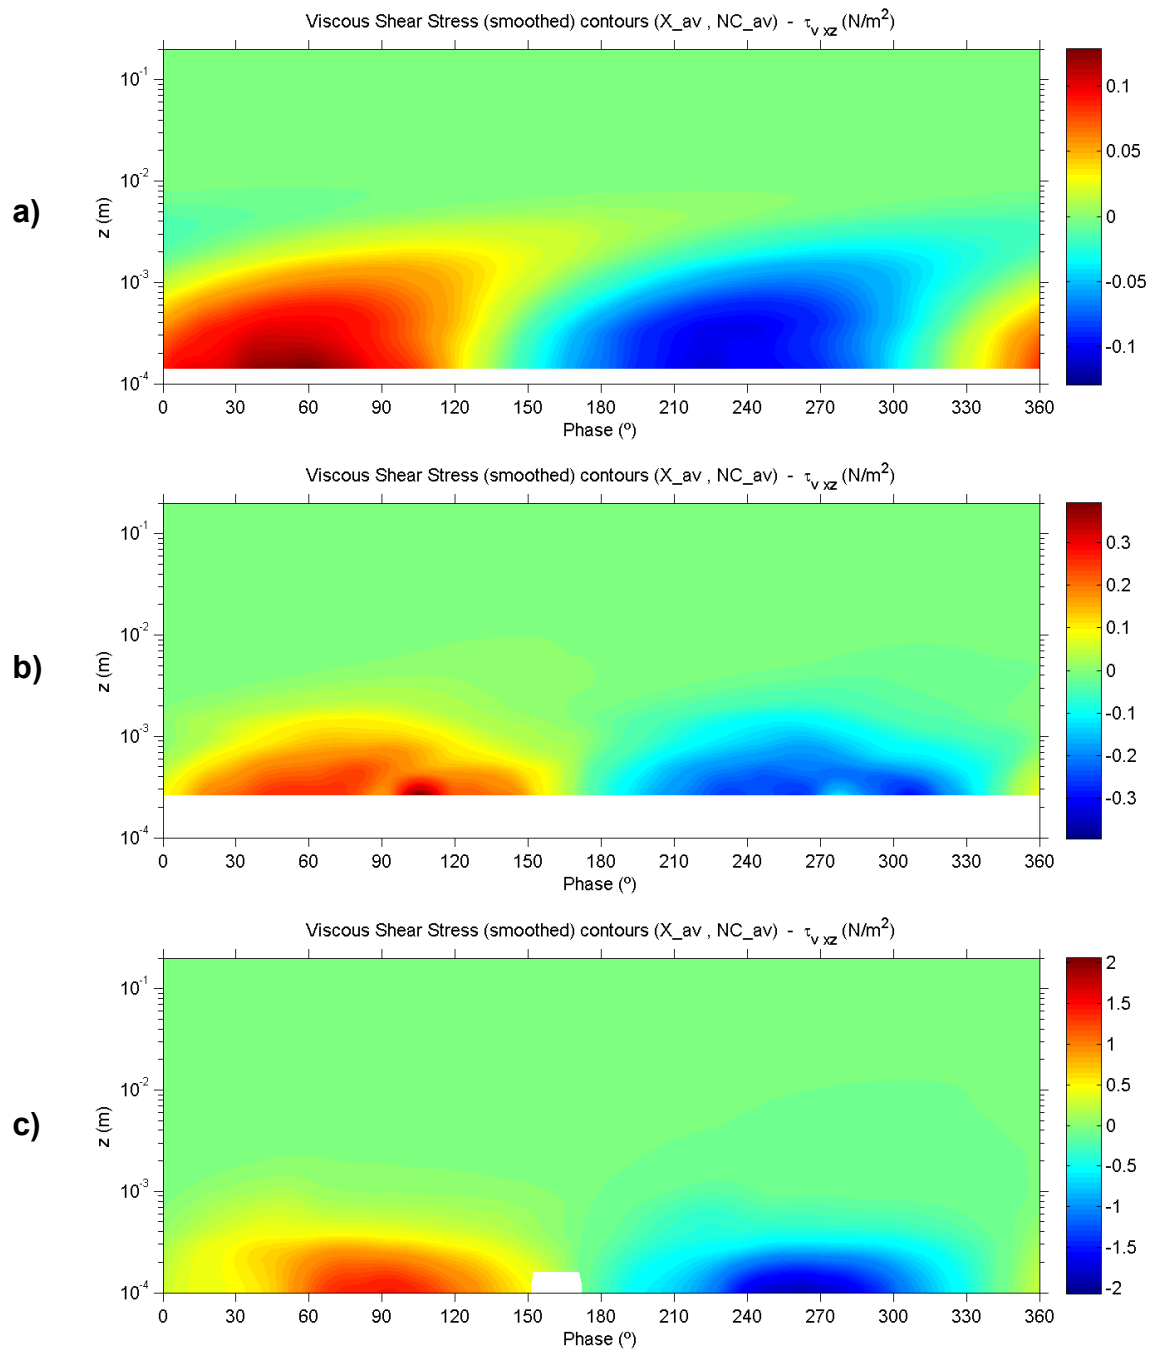 Viscous Shear Stress (smoothed) contours (X_av , NC_av) - τv xz (N/m²)
a)
z (m)
10⁻¹
10⁻²
10⁻³
10⁻⁴
0 30 60 90 120 150 180 210 240 270 300 330 360
Phase (º)
0.1
0.05
0
-0.05
-0.1
Viscous Shear Stress (smoothed) contours (X_av , NC_av) - τv xz (N/m²)
b)
z (m)
10⁻¹
10⁻²
10⁻³
10⁻⁴
0 30 60 90 120 150 180 210 240 270 300 330 360
Phase (º)
0.3
0.2
0.1
0
-0.1
-0.2
-0.3
Viscous Shear Stress (smoothed) contours (X_av , NC_av) - τv xz (N/m²)
c)
z (m)
10⁻¹
10⁻²
10⁻³
10⁻⁴
0 30 60 90 120 150 180 210 240 270 300 330 360
Phase (º)
2
1.5
1
0.5
0
-0.5
-1
-1.5
-2